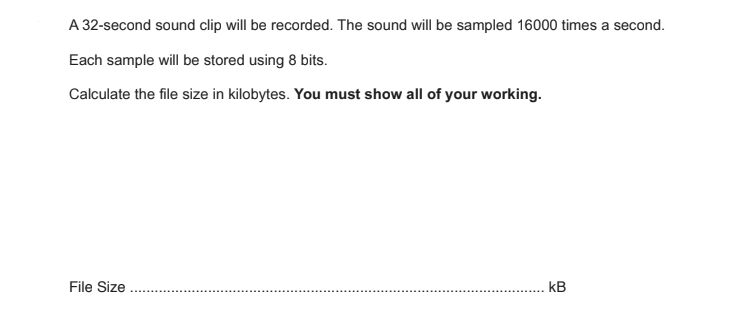 A 32-second sound clip will be recorded. The sound will be sampled 16000 times a second.
Each sample will be stored using 8 bits.
Calculate the file size in kilobytes. You must show all of your working.
File Size .................................................................................................... kB